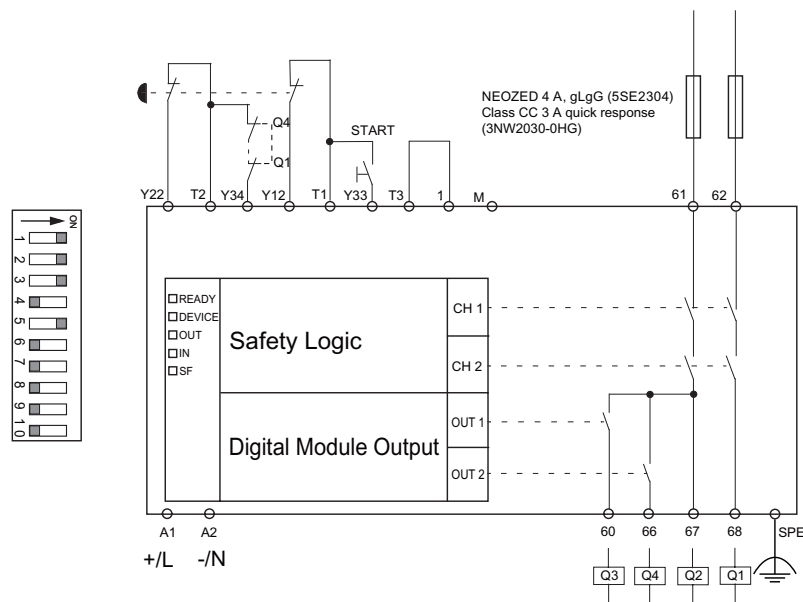 NEOZED 4 A, gLgG (5SE2304)
Class CC 3 A quick response
(3NW2030-0HG)
Q4
START
Q1
Y22 T2 Y34 Y12 T1 Y33 T3 1 M 61 62
ON
1
2
3
4
5
6
7
8
9
10
READY
DEVICE
OUT
IN
SF
Safety Logic
CH 1
CH 2
Digital Module Output
OUT 1
OUT 2
A1 A2 60 66 67 68 SPE
+/L -/N
Q3 Q4 Q2 Q1